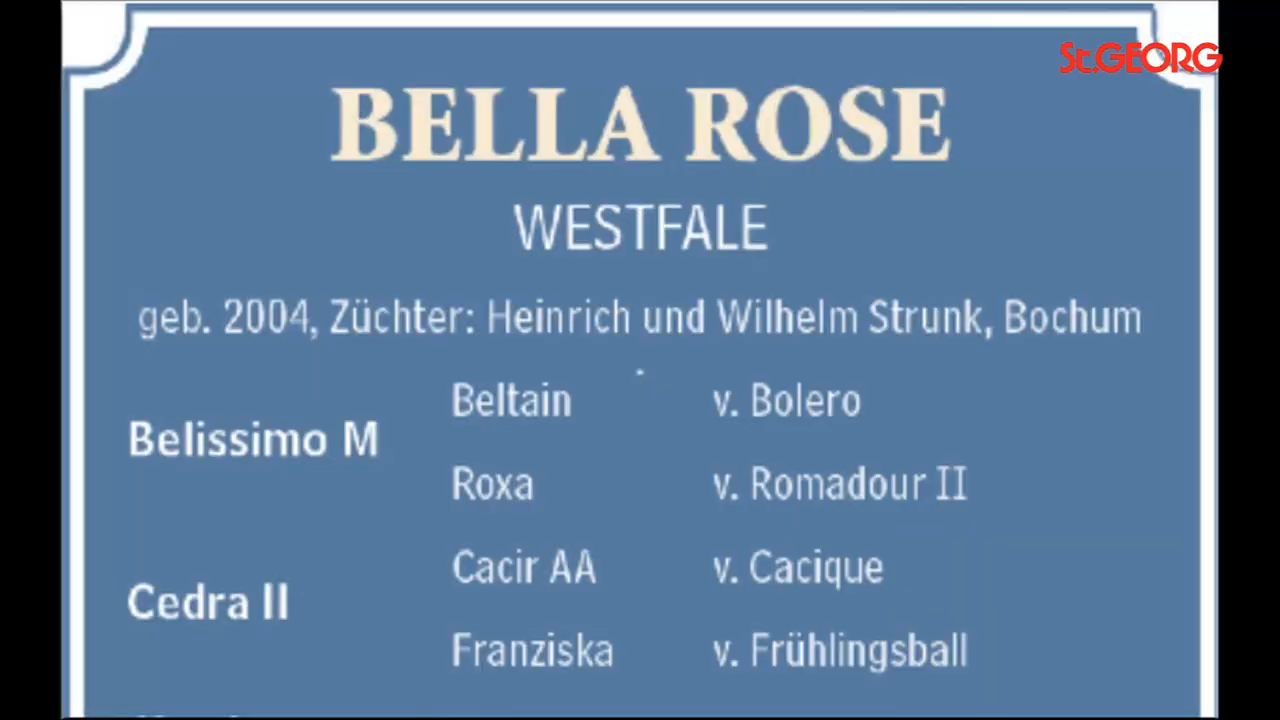 St.GEORG
BELLA ROSE
WESTFALE
geb. 2004, Züchter: Heinrich und Wilhelm Strunk, Bochum
Belissimo M
Beltain v. Bolero
Roxa v. Romadour II
Cedra II
Cacir AA v. Cacique
Franziska v. Frühlingsball